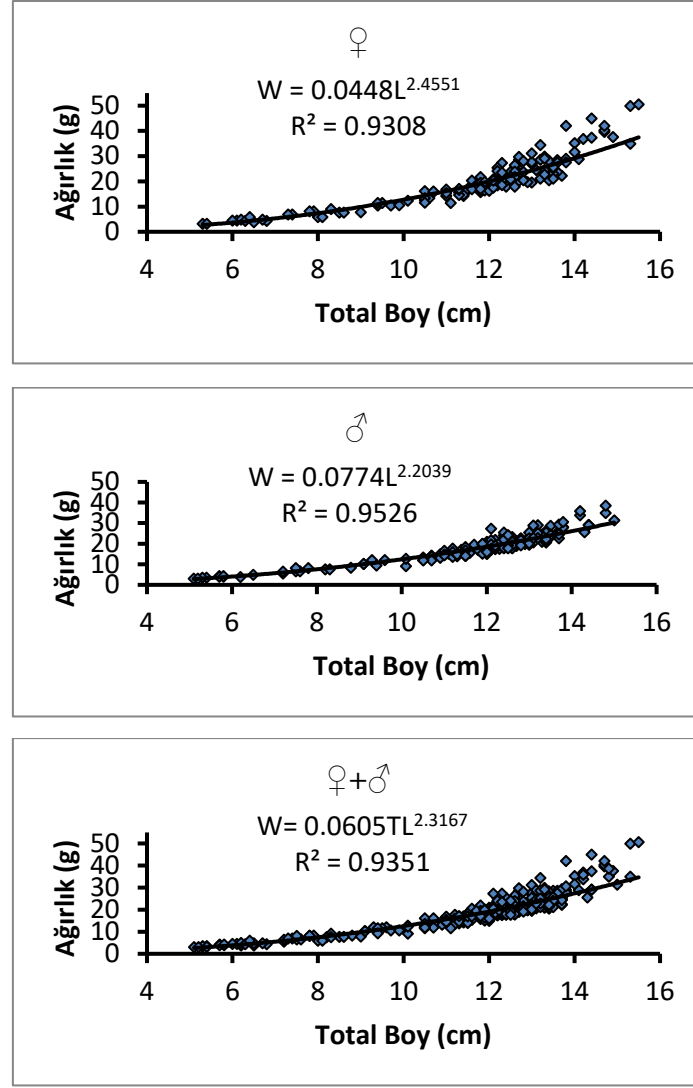 ♀
W = 0.0448L^2.4551
R² = 0.9308
Ağırlık (g)
50
40
30
20
10
0
4 6 8 10 12 14 16
Total Boy (cm)
♂
W = 0.0774L^2.2039
R² = 0.9526
Ağırlık (g)
50
40
30
20
10
0
4 6 8 10 12 14 16
Total Boy (cm)
♀+♂
W= 0.0605TL^2.3167
R² = 0.9351
Ağırlık (g)
50
40
30
20
10
0
4 6 8 10 12 14 16
Total Boy (cm)